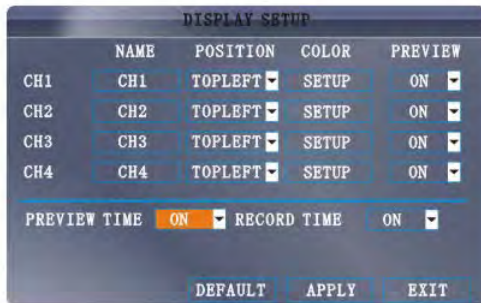 DISPLAY SETUP
NAME POSITION COLOR PREVIEW
CH1 CH1 TOPLEFT SETUP ON
CH2 CH2 TOPLEFT SETUP ON
CH3 CH3 TOPLEFT SETUP ON
CH4 CH4 TOPLEFT SETUP ON
PREVIEW TIME ON RECORD TIME ON
DEFAULT APPLY EXIT